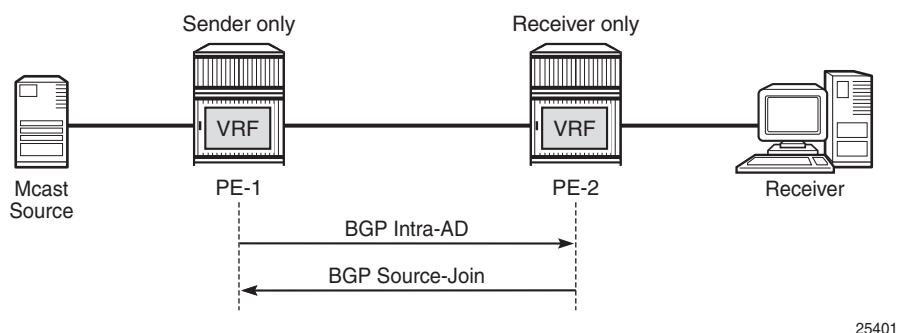 Sender only
Receiver only
VRF
VRF
Mcast
Source
PE-1
PE-2
Receiver
BGP Intra-AD
BGP Source-Join
25401